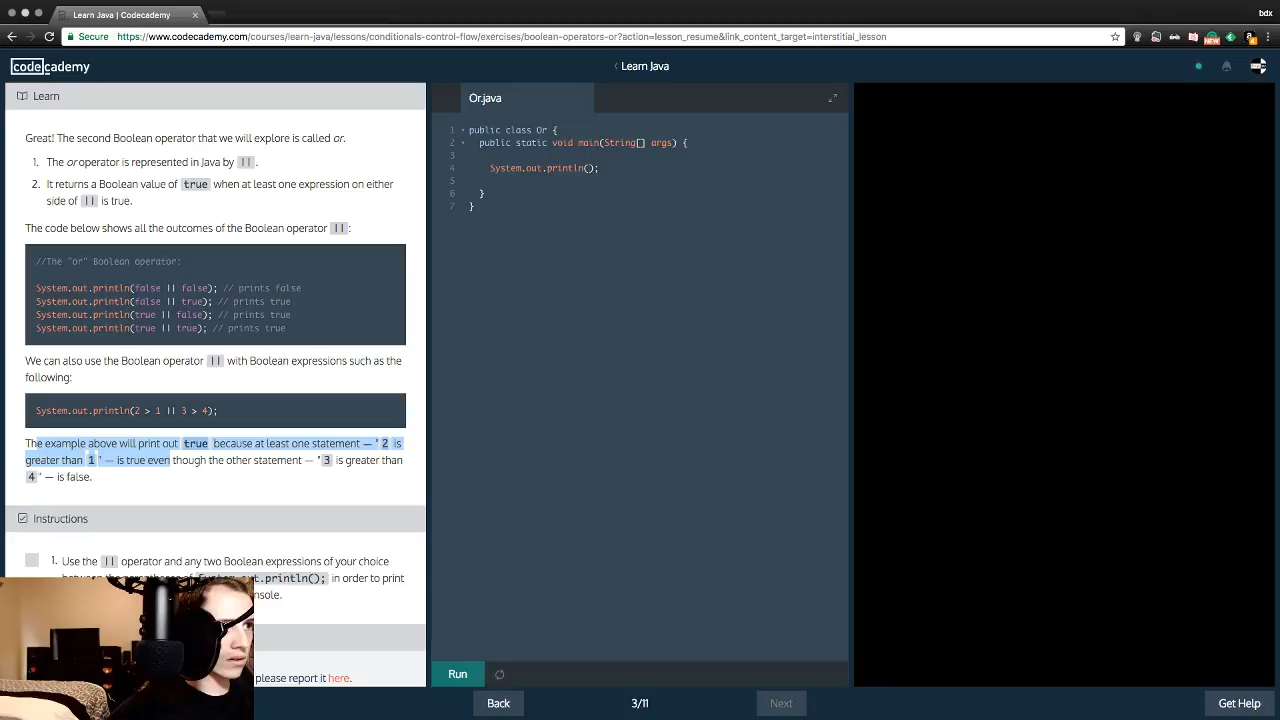 Learn Java | Codecademy
bdx
Secure
https://www.codecademy.com/courses/learn-java/lessons/conditionals-control-flow/exercises/boolean-operators-or?action=lesson_resume&link_content_target=interstitial_lesson
codecademy
Learn Java
Learn
Or.java
Great! The second Boolean operator that we will explore is called or.
1. The or operator is represented in Java by ||.
2. It returns a Boolean value of true when at least one expression on either
side of || is true.
The code below shows all the outcomes of the Boolean operator ||:
//The "or" Boolean operator:
System.out.println(false || false); // prints false
System.out.println(false || true); // prints true
System.out.println(true || false); // prints true
System.out.println(true || true); // prints true
We can also use the Boolean operator || with Boolean expressions such as the
following:
System.out.println(2 > 1 || 3 > 4);
The example above will print out true because at least one statement — "2 is
greater than 1" — is true even though the other statement — "3 is greater than
4" — is false.
Instructions
1. Use the || operator and any two Boolean expressions of your choice
.println(); in order to print
console.
please report it here.
1 public class Or {
2 public static void main(String[] args) {
3
4 System.out.println();
5
6 }
7 }
Run
Back
3/11
Next
Get Help